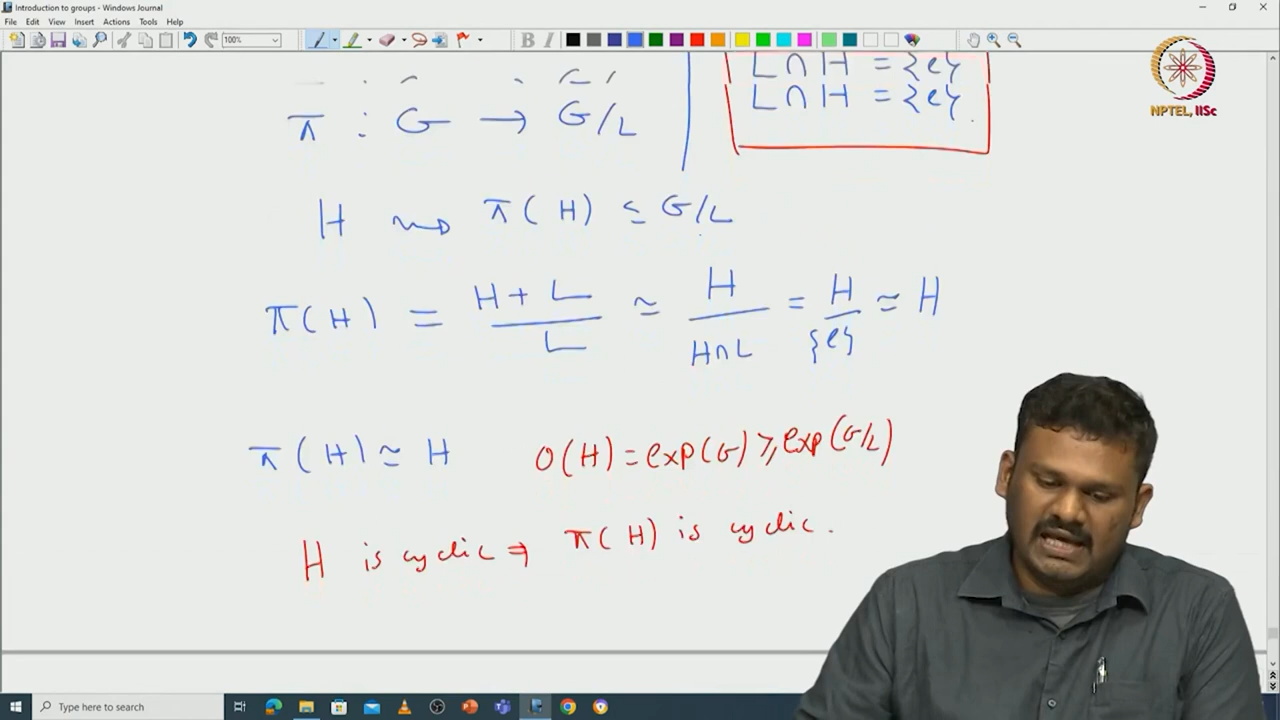 Introduction to groups - Windows Journal
File Edit View Insert Actions Tools Help
100%
B I
L∩H = {e}
π : G → G/L
L∩H = {e}.
NPTEL, IISc
H ⇝ π(H) ≤ G/L
π(H) = H+L / L ≃ H / H∩L = H / {e} ≃ H
π(H) ≃ H o(H) = exp(G) ≥ exp(G/L)
H is cyclic ⇒ π(H) is cyclic.
Type here to search